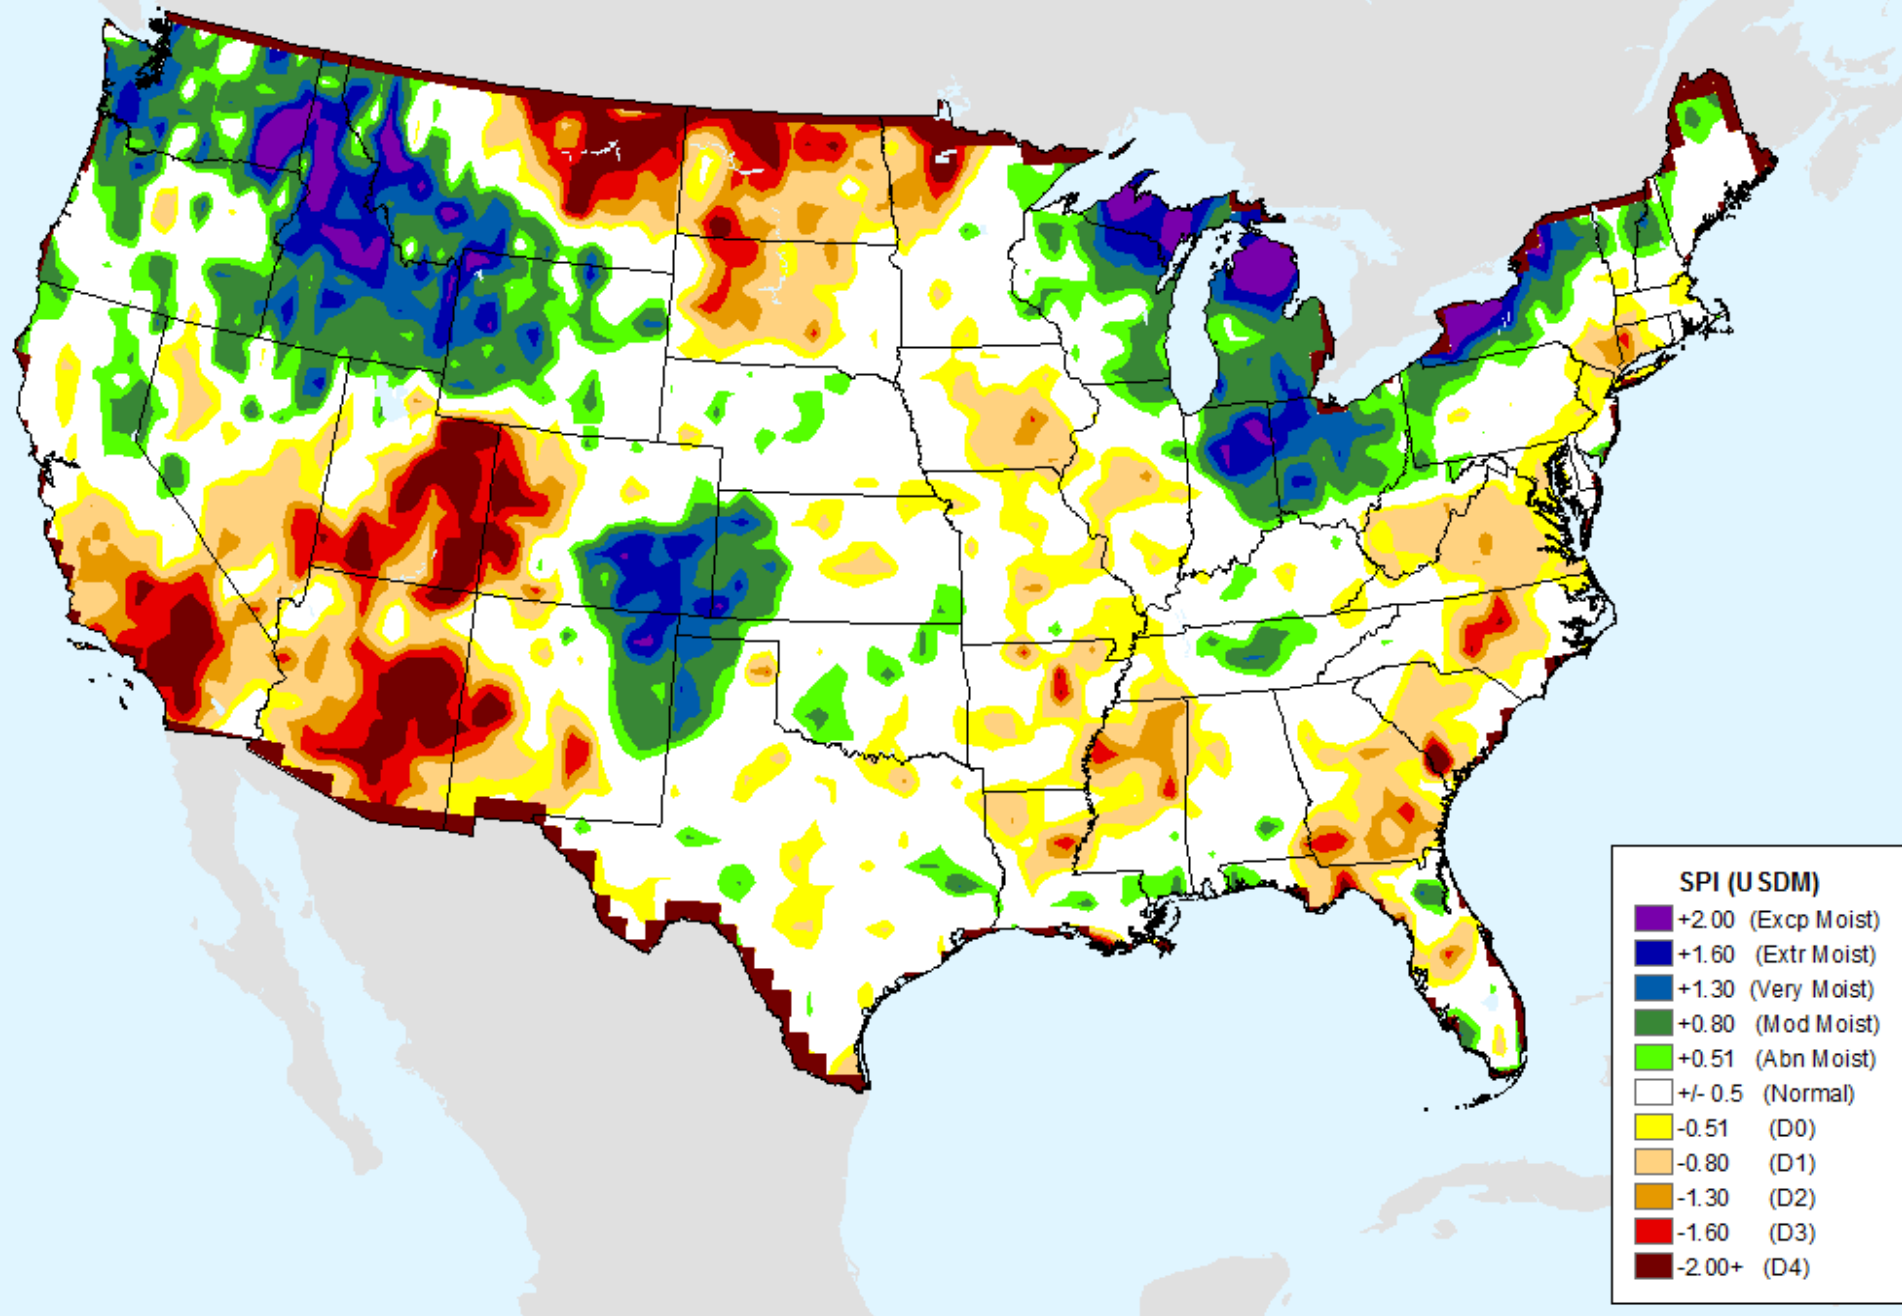 SPI (USDM)
+2.00 (Excp Moist)
+1.60 (Extr Moist)
+1.30 (Very Moist)
+0.80 (Mod Moist)
+0.51 (Abn Moist)
+/- 0.5 (Normal)
-0.51 (D0)
-0.80 (D1)
-1.30 (D2)
-1.60 (D3)
-2.00+ (D4)